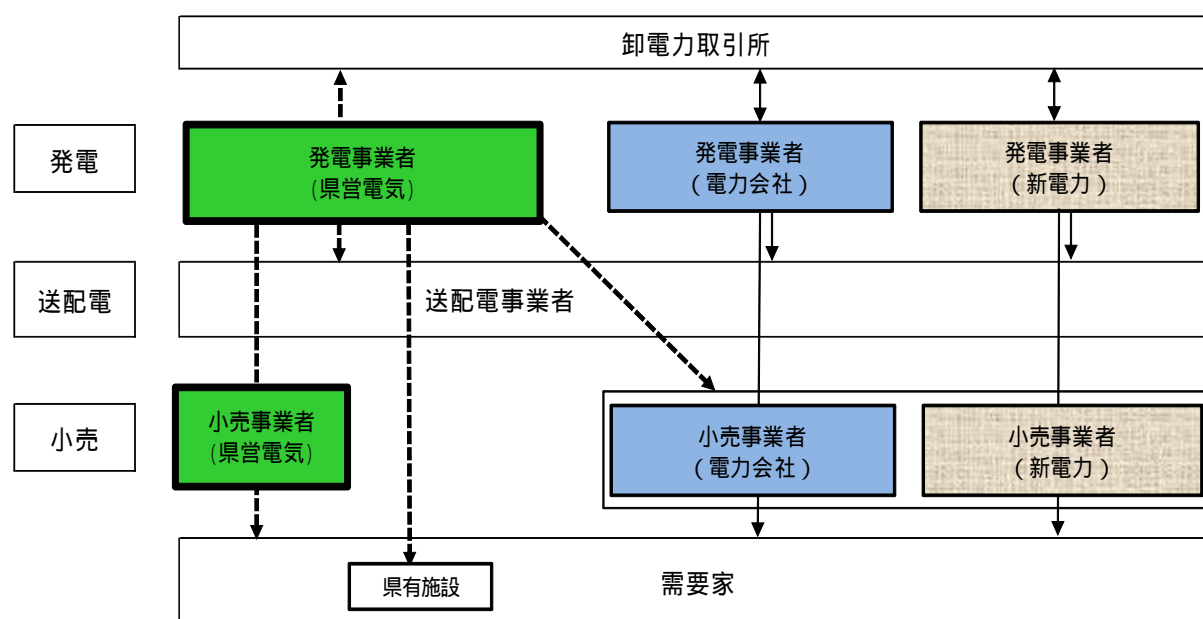 卸電力取引所
発電
発電事業者
(県営電気)
発電事業者
（電力会社）
発電事業者
（新電力）
送配電
送配電事業者
小売
小売事業者
(県営電気)
小売事業者
（電力会社）
小売事業者
（新電力）
需要家
県有施設